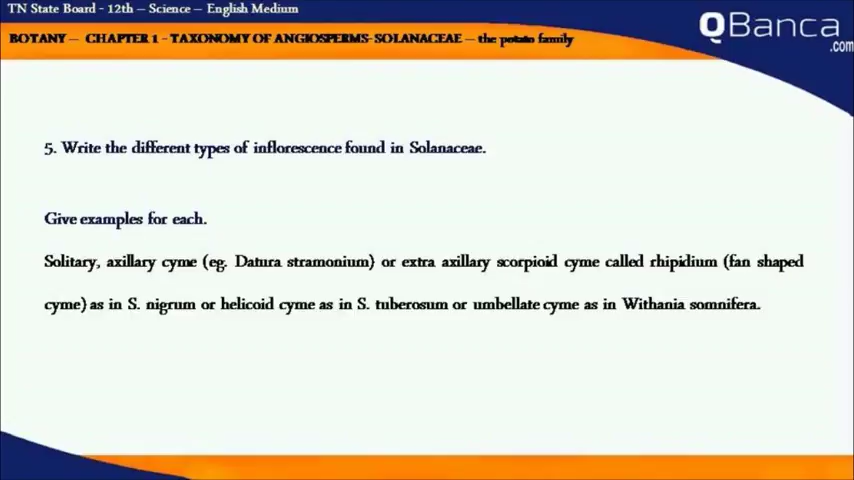 TN State Board - 12th – Science – English Medium
QBanca
.com
BOTANY – CHAPTER 1 - TAXONOMY OF ANGIOSPERMS- SOLANACEAE – the potato family
5. Write the different types of inflorescence found in Solanaceae.
Give examples for each.
Solitary, axillary cyme (eg. Datura stramonium) or extra axillary scorpioid cyme called rhipidium (fan shaped
cyme) as in S. nigrum or helicoid cyme as in S. tuberosum or umbellate cyme as in Withania somnifera.